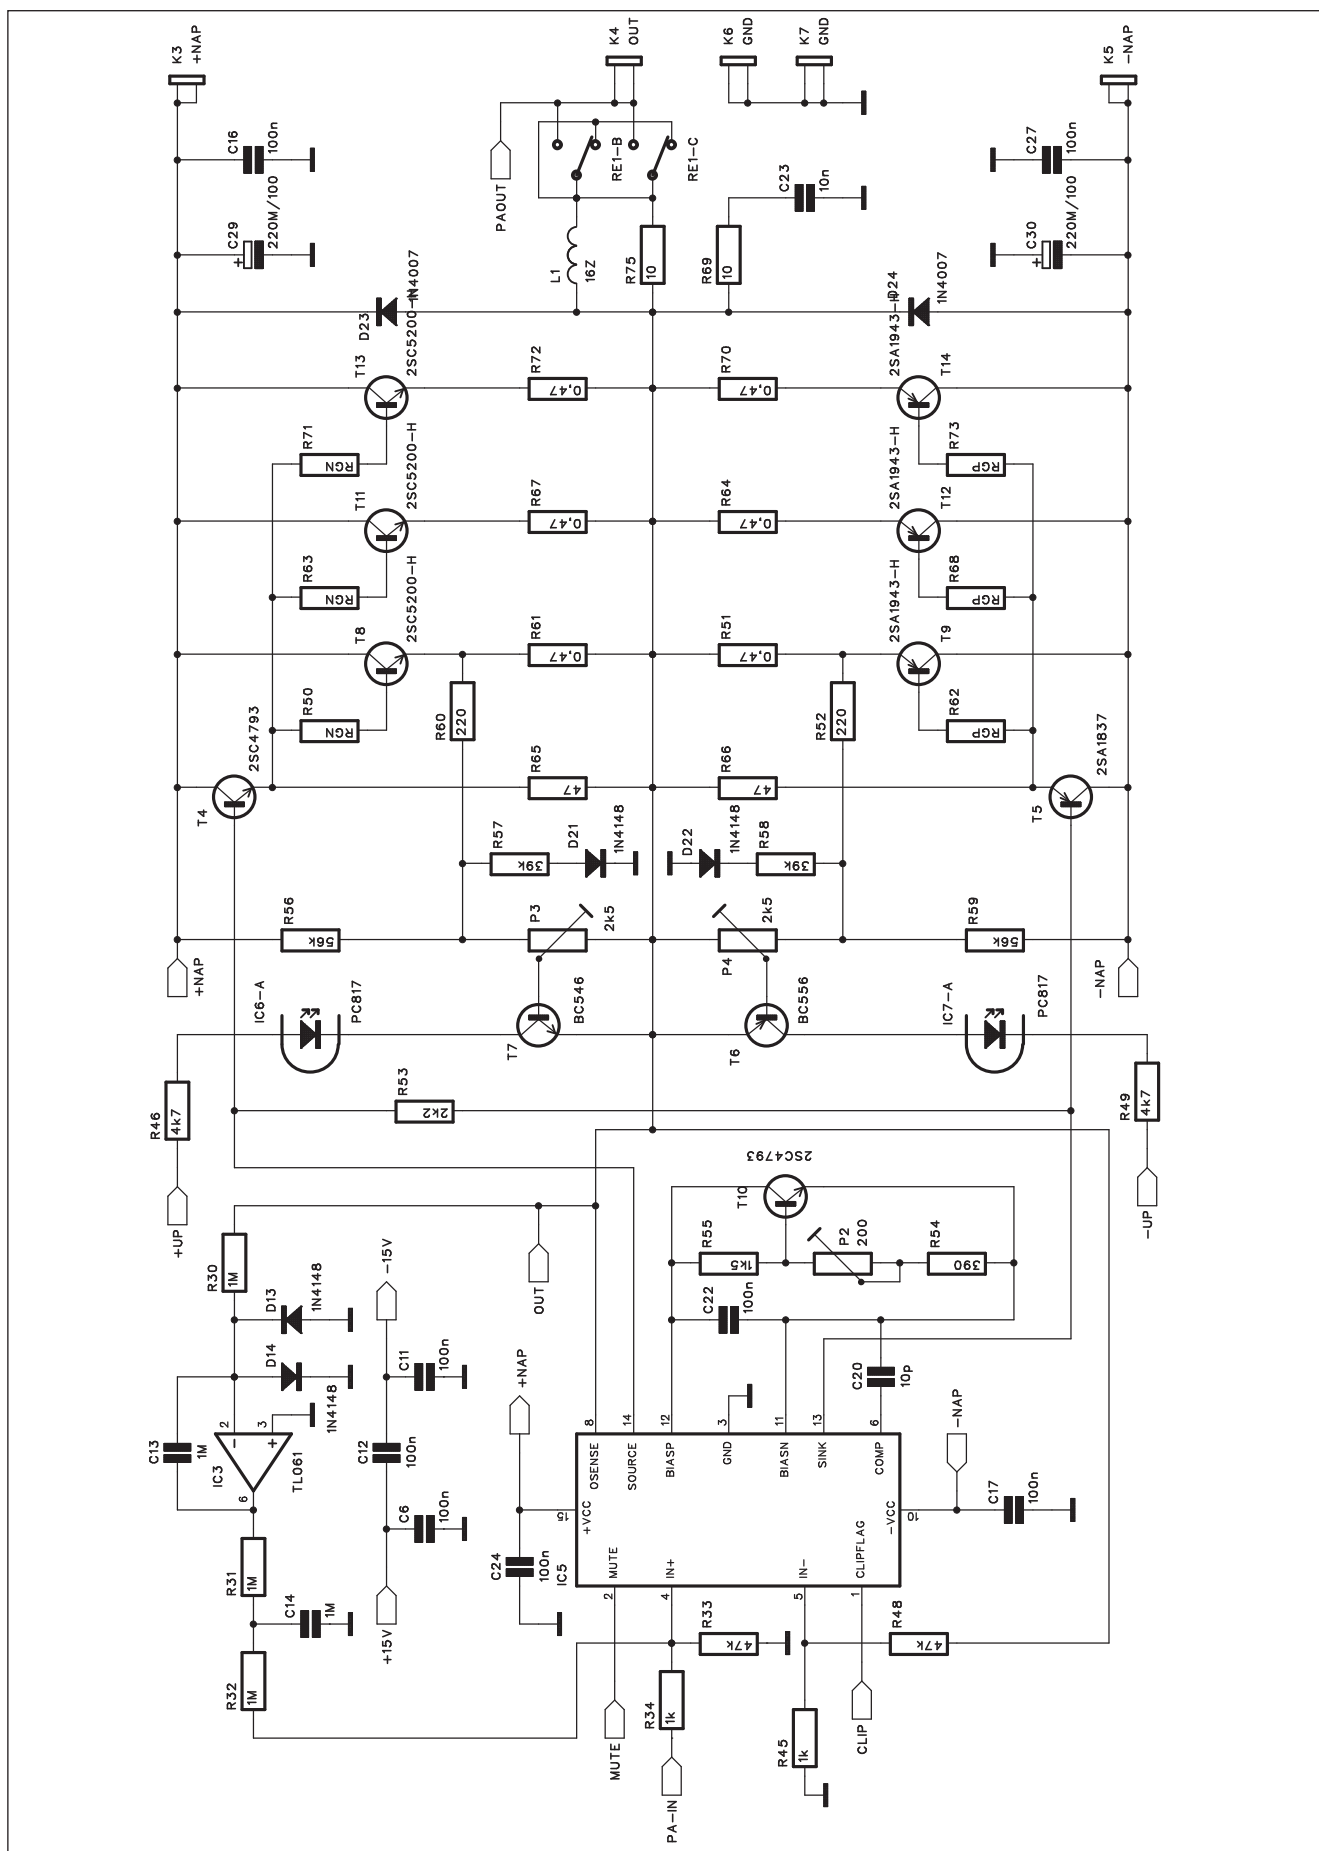 K3
+NAP
K4
OUT
K6
GND
K7
GND
K5
-NAP
C16
100n
C29
220M/100
+
PAOUT
RE1-B
RE1-C
C23
10n
C27
100n
C30
220M/100
+
L1
16Z
R75
10
R69
10
D23
1N4007
D24
1N4007
T13
2SC5200-H
R72
0,47
R70
0,47
2SA1943-H
T14
R71
RGN
R73
RGP
T11
2SC5200-H
R67
0,47
R64
0,47
2SA1943-H
T12
R63
RGN
R68
RGP
T8
2SC5200-H
R61
0,47
R51
0,47
2SA1943-H
T9
R50
RGN
R60
220
R52
220
R62
RGP
2SC4793
T4
R65
47
R66
47
2SA1837
T5
R57
39k
D21
1N4148
D22
1N4148
R58
39k
R56
56k
P3
2k5
P4
2k5
R59
56k
+NAP
-NAP
IC6-A
PC817
T7
BC546
T6
BC556
IC7-A
PC817
R46
4k7
R53
2k2
R49
4k7
+UP
-UP
R30
1M
D13
1N4148
D14
1N4148
-15V
OUT
T10
2SC4793
R55
1k5
P2
200
R54
390
C22
100n
C20
10p
C13
1M
IC3
TL061
2
3
6
-
+
C11
100n
C12
100n
C6
100n
+15V
+NAP
-NAP
C24
100n
IC5
C17
100n
8
14
12
3
11
13
6
OSENSE
SOURCE
BIASP
GND
BIASN
SINK
COMP
15
+VCC
10
-VCC
MUTE
IN+
IN-
CLIPFLAG
2
4
5
1
R31
1M
C14
1M
R32
1M
R33
47k
R48
47k
R34
1k
R45
1k
MUTE
PA-IN
CLIP